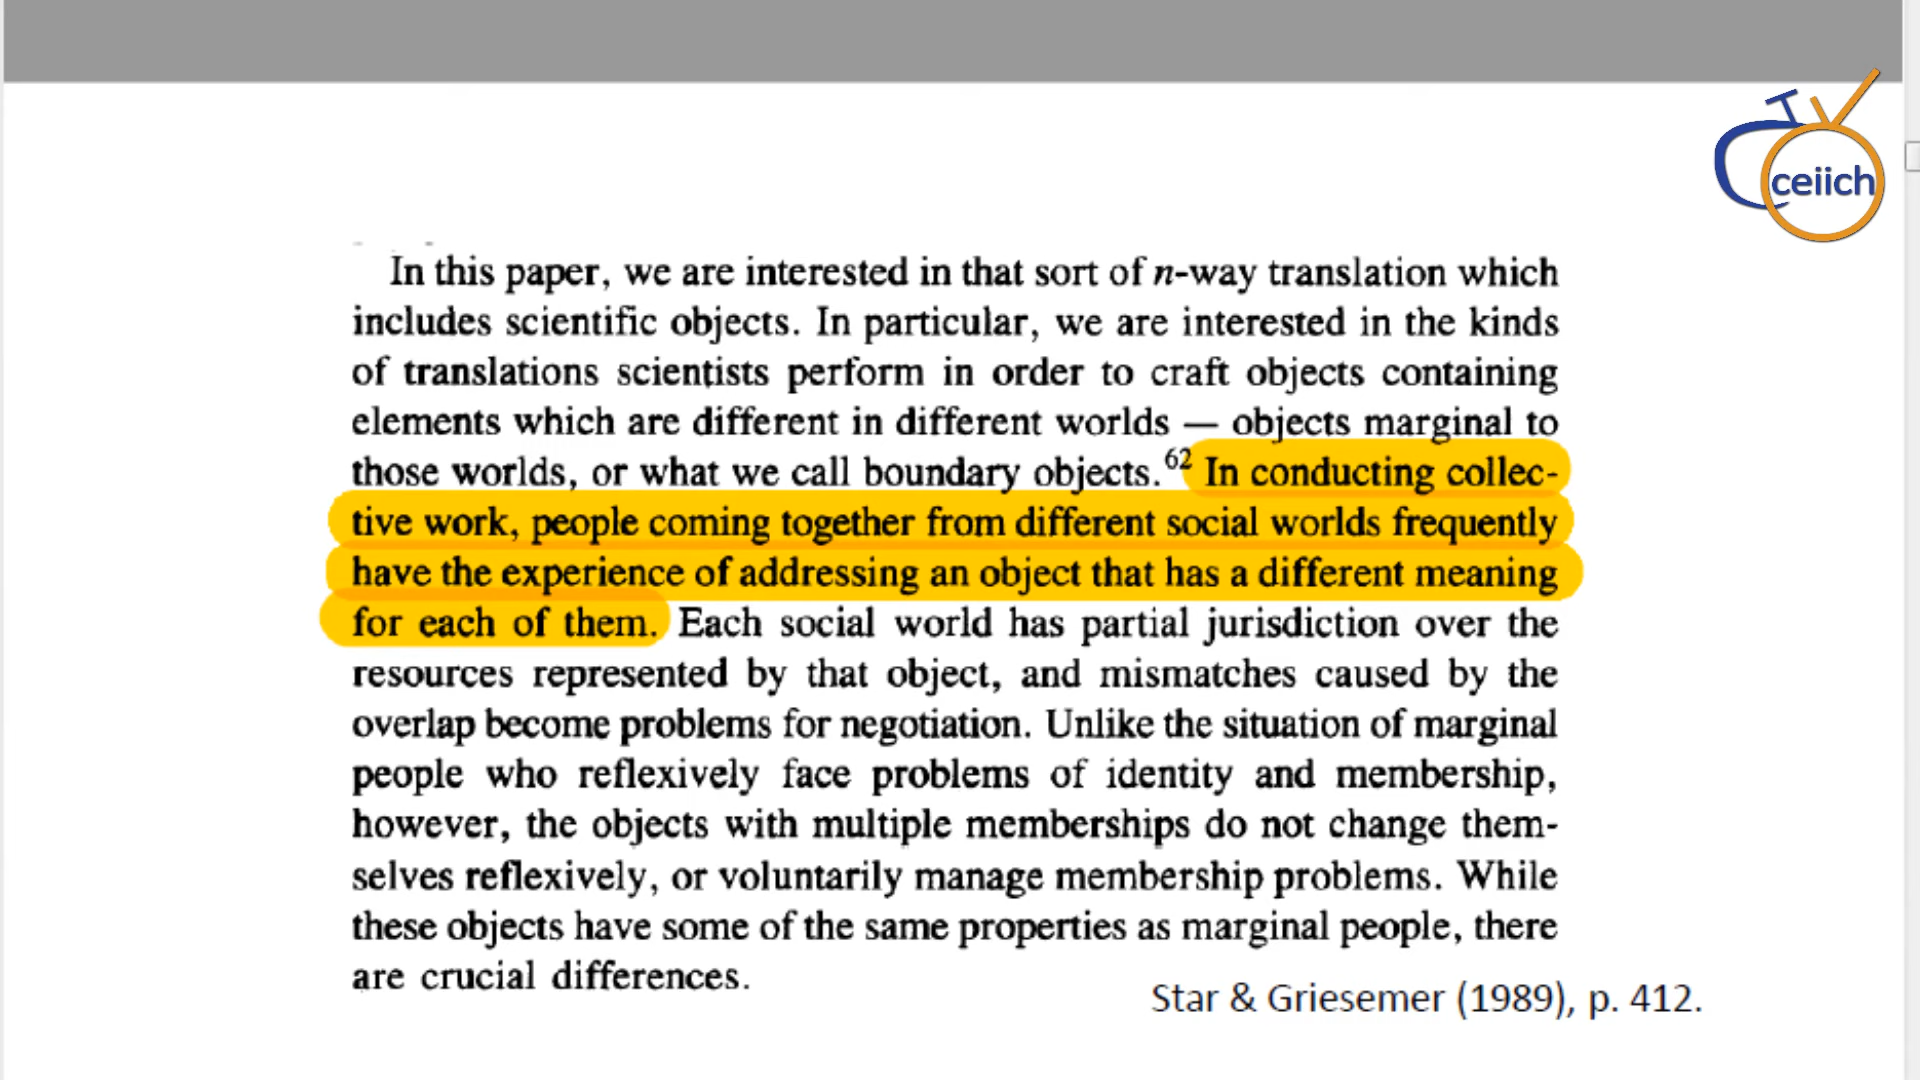 TV
ceiich
In this paper, we are interested in that sort of n-way translation which
includes scientific objects. In particular, we are interested in the kinds
of translations scientists perform in order to craft objects containing
elements which are different in different worlds — objects marginal to
those worlds, or what we call boundary objects.62 In conducting collec-
tive work, people coming together from different social worlds frequently
have the experience of addressing an object that has a different meaning
for each of them. Each social world has partial jurisdiction over the
resources represented by that object, and mismatches caused by the
overlap become problems for negotiation. Unlike the situation of marginal
people who reflexively face problems of identity and membership,
however, the objects with multiple memberships do not change them-
selves reflexively, or voluntarily manage membership problems. While
these objects have some of the same properties as marginal people, there
are crucial differences.
Star & Griesemer (1989), p. 412.